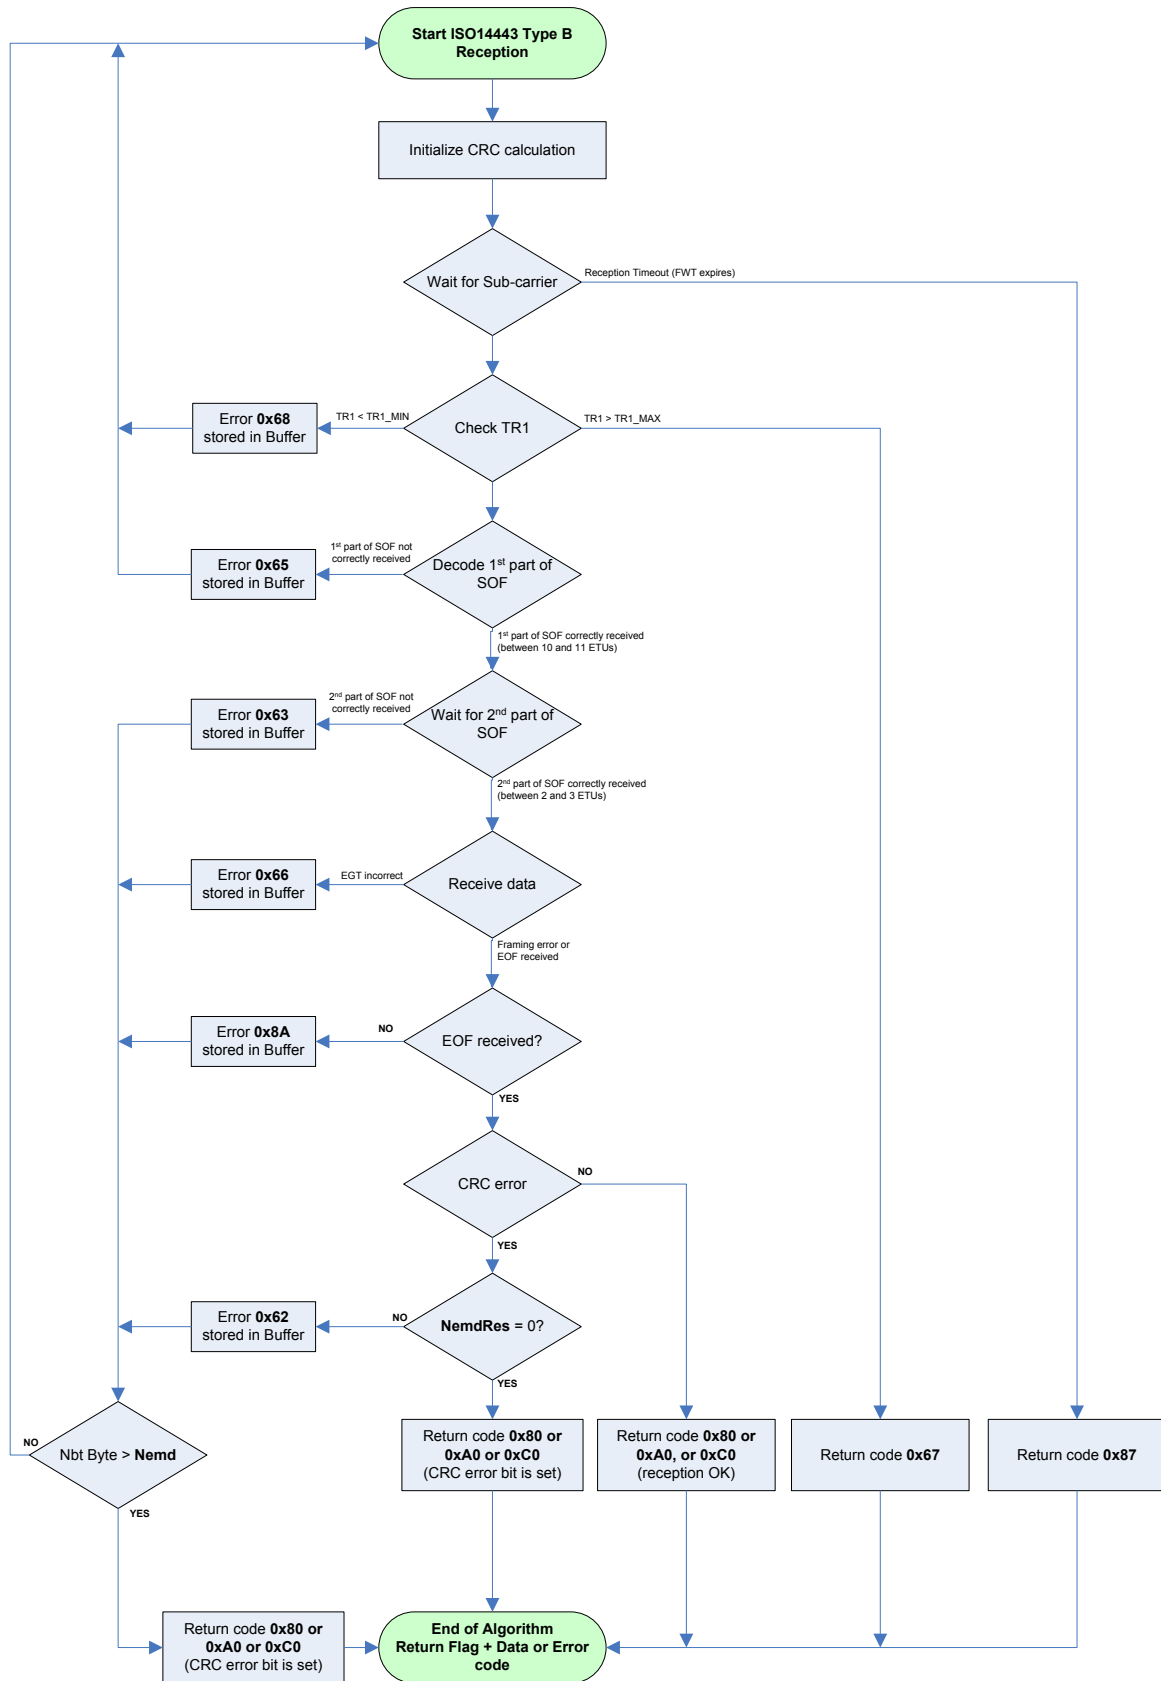 Start ISO14443 Type B
Reception
Initialize CRC calculation
Wait for Sub-carrier
Reception Timeout (FWT expires)
Error 0x68
stored in Buffer
TR1 < TR1_MIN
Check TR1
TR1 > TR1_MAX
Error 0x65
stored in Buffer
1st part of SOF not
correctly received
Decode 1st part of
SOF
1st part of SOF correctly received
(between 10 and 11 ETUs)
Error 0x63
stored in Buffer
2nd part of SOF not
correctly received
Wait for 2nd part of
SOF
2nd part of SOF correctly received
(between 2 and 3 ETUs)
Error 0x66
stored in Buffer
EGT incorrect
Receive data
Framing error or
EOF received
Error 0x8A
stored in Buffer
NO
EOF received?
YES
CRC error
NO
YES
Error 0x62
stored in Buffer
NO
NemdRes = 0?
YES
NO
Nbt Byte > Nemd
YES
Return code 0x80 or
0xA0 or 0xC0
(CRC error bit is set)
Return code 0x80 or
0xA0, or 0xC0
(reception OK)
Return code 0x67
Return code 0x87
Return code 0x80 or
0xA0 or 0xC0
(CRC error bit is set)
End of Algorithm
Return Flag + Data or Error
code